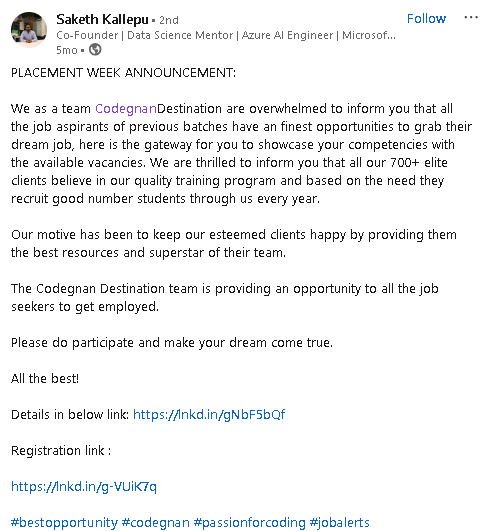 Saketh Kallepu • 2nd
Follow ...
Co-Founder | Data Science Mentor | Azure AI Engineer | Microsof...
5mo •
PLACEMENT WEEK ANNOUNCEMENT:
We as a team CodegnanDestination are overwhelmed to inform you that all
the job aspirants of previous batches have an finest opportunities to grab their
dream job, here is the gateway for you to showcase your competencies with
the available vacancies. We are thrilled to inform you that all our 700+ elite
clients believe in our quality training program and based on the need they
recruit good number students through us every year.
Our motive has been to keep our esteemed clients happy by providing them
the best resources and superstar of their team.
The Codegnan Destination team is providing an opportunity to all the job
seekers to get employed.
Please do participate and make your dream come true.
All the best!
Details in below link: https://lnkd.in/gNbF5bQf
Registration link :
https://lnkd.in/g-VUiK7q
#bestopportunity #codegnan #passionforcoding #jobalerts